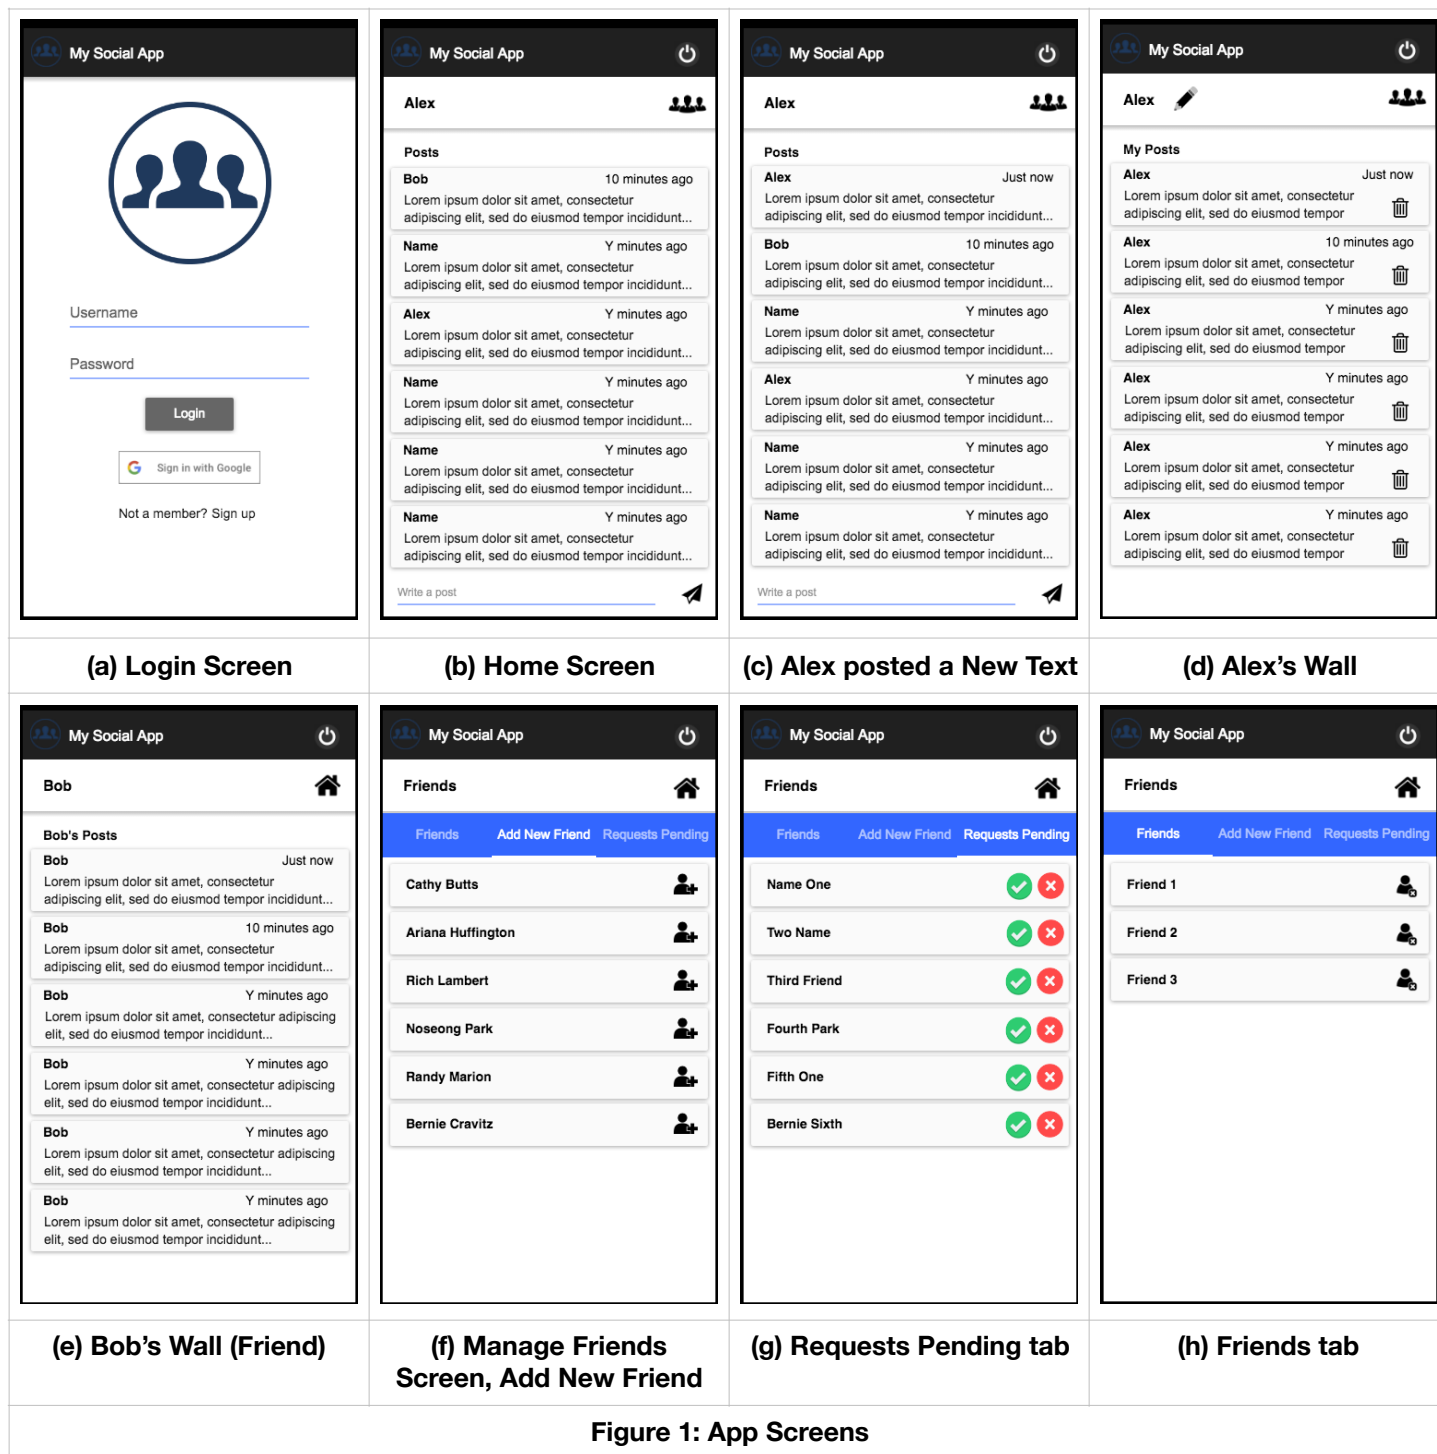 My Social App
Username
Password
Login
Sign in with Google
Not a member? Sign up
(a) Login Screen
My Social App
Alex
Posts
Bob 10 minutes ago
Lorem ipsum dolor sit amet, consectetur
adipiscing elit, sed do eiusmod tempor incididunt...
Name Y minutes ago
Lorem ipsum dolor sit amet, consectetur
adipiscing elit, sed do eiusmod tempor incididunt...
Alex Y minutes ago
Lorem ipsum dolor sit amet, consectetur
adipiscing elit, sed do eiusmod tempor incididunt...
Name Y minutes ago
Lorem ipsum dolor sit amet, consectetur
adipiscing elit, sed do eiusmod tempor incididunt...
Name Y minutes ago
Lorem ipsum dolor sit amet, consectetur
adipiscing elit, sed do eiusmod tempor incididunt...
Name Y minutes ago
Lorem ipsum dolor sit amet, consectetur
adipiscing elit, sed do eiusmod tempor incididunt...
Write a post
(b) Home Screen
My Social App
Alex
Posts
Alex Just now
Lorem ipsum dolor sit amet, consectetur
adipiscing elit, sed do eiusmod tempor incididunt...
Bob 10 minutes ago
Lorem ipsum dolor sit amet, consectetur
adipiscing elit, sed do eiusmod tempor incididunt...
Name Y minutes ago
Lorem ipsum dolor sit amet, consectetur
adipiscing elit, sed do eiusmod tempor incididunt...
Alex Y minutes ago
Lorem ipsum dolor sit amet, consectetur
adipiscing elit, sed do eiusmod tempor incididunt...
Name Y minutes ago
Lorem ipsum dolor sit amet, consectetur
adipiscing elit, sed do eiusmod tempor incididunt...
Name Y minutes ago
Lorem ipsum dolor sit amet, consectetur
adipiscing elit, sed do eiusmod tempor incididunt...
Write a post
(c) Alex posted a New Text
My Social App
Alex
My Posts
Alex Just now
Lorem ipsum dolor sit amet, consectetur
adipiscing elit, sed do eiusmod tempor
Alex 10 minutes ago
Lorem ipsum dolor sit amet, consectetur
adipiscing elit, sed do eiusmod tempor
Alex Y minutes ago
Lorem ipsum dolor sit amet, consectetur
adipiscing elit, sed do eiusmod tempor
Alex Y minutes ago
Lorem ipsum dolor sit amet, consectetur
adipiscing elit, sed do eiusmod tempor
Alex Y minutes ago
Lorem ipsum dolor sit amet, consectetur
adipiscing elit, sed do eiusmod tempor
Alex Y minutes ago
Lorem ipsum dolor sit amet, consectetur
adipiscing elit, sed do eiusmod tempor
(d) Alex's Wall
My Social App
Bob
Bob's Posts
Bob Just now
Lorem ipsum dolor sit amet, consectetur
adipiscing elit, sed do eiusmod tempor incididunt...
Bob 10 minutes ago
Lorem ipsum dolor sit amet, consectetur
adipiscing elit, sed do eiusmod tempor incididunt...
Bob Y minutes ago
Lorem ipsum dolor sit amet, consectetur adipiscing
elit, sed do eiusmod tempor incididunt...
Bob Y minutes ago
Lorem ipsum dolor sit amet, consectetur adipiscing
elit, sed do eiusmod tempor incididunt...
Bob Y minutes ago
Lorem ipsum dolor sit amet, consectetur adipiscing
elit, sed do eiusmod tempor incididunt...
Bob Y minutes ago
Lorem ipsum dolor sit amet, consectetur adipiscing
elit, sed do eiusmod tempor incididunt...
(e) Bob's Wall (Friend)
My Social App
Friends
Friends Add New Friend Requests Pending
Cathy Butts
Ariana Huffington
Rich Lambert
Noseong Park
Randy Marion
Bernie Cravitz
(f) Manage Friends
Screen, Add New Friend
My Social App
Friends
Friends Add New Friend Requests Pending
Name One
Two Name
Third Friend
Fourth Park
Fifth One
Bernie Sixth
(g) Requests Pending tab
My Social App
Friends
Friends Add New Friend Requests Pending
Friend 1
Friend 2
Friend 3
(h) Friends tab
Figure 1: App Screens